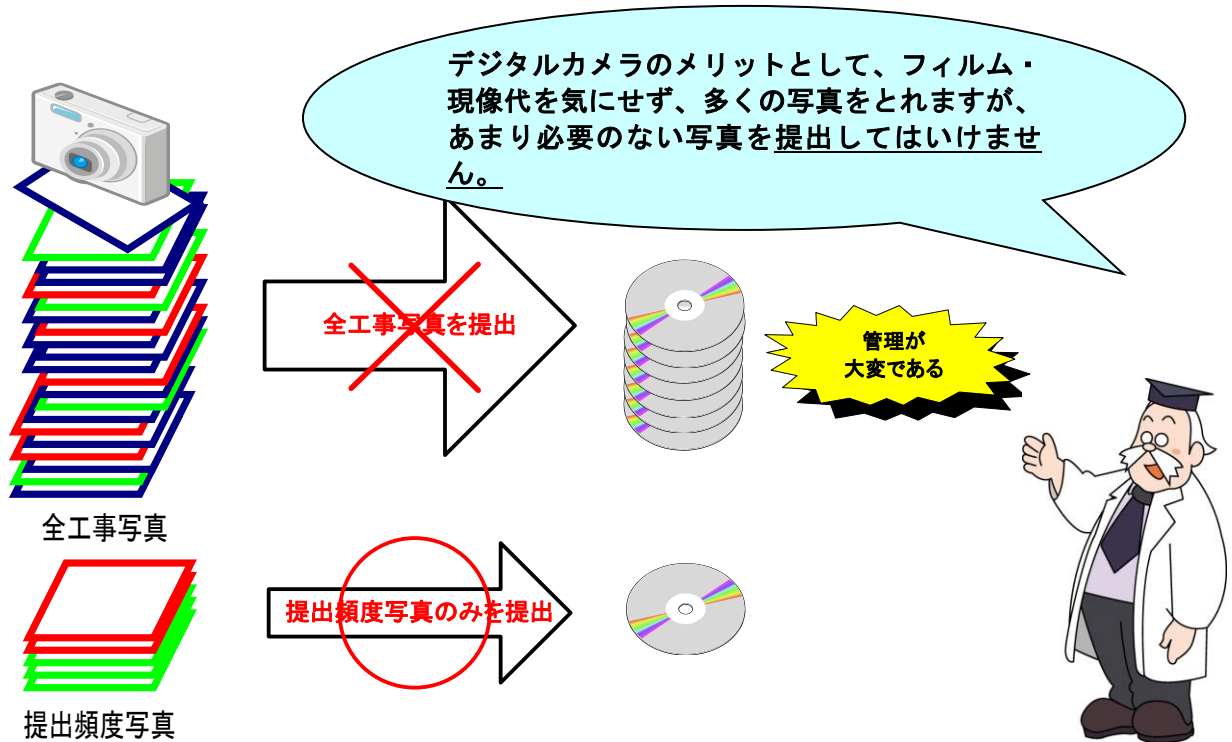 デジタルカメラのメリットとして、フィルム・
現像代を気にせず、多くの写真をとれますが、
あまり必要のない写真を提出してはいけませ
ん。
全工事写真を提出
管理が
大変である
全工事写真
提出頻度写真のみを提出
提出頻度写真